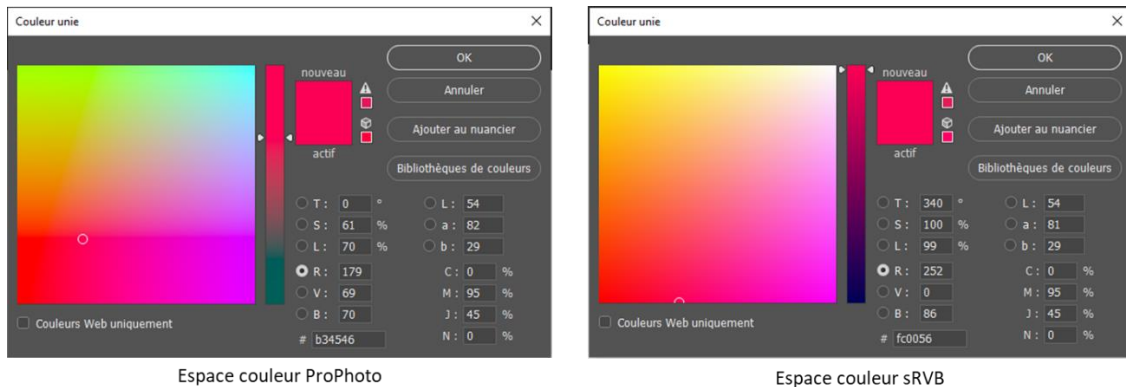 Couleur unie
OK
nouveau
Annuler
Ajouter au nuancier
actif
Bibliothèques de couleurs
T : 0 ° L : 54
S : 61 % a : 82
L : 70 % b : 29
R : 179 C : 0 %
V : 69 M : 95 %
B : 70 J : 45 %
# b34546 N : 0 %
Couleurs Web uniquement
Espace couleur ProPhoto
Couleur unie
OK
nouveau
Annuler
Ajouter au nuancier
actif
Bibliothèques de couleurs
T : 340 ° L : 54
S : 100 % a : 81
L : 99 % b : 29
R : 252 C : 0 %
V : 0 M : 95 %
B : 86 J : 45 %
# fc0056 N : 0 %
Couleurs Web uniquement
Espace couleur sRVB